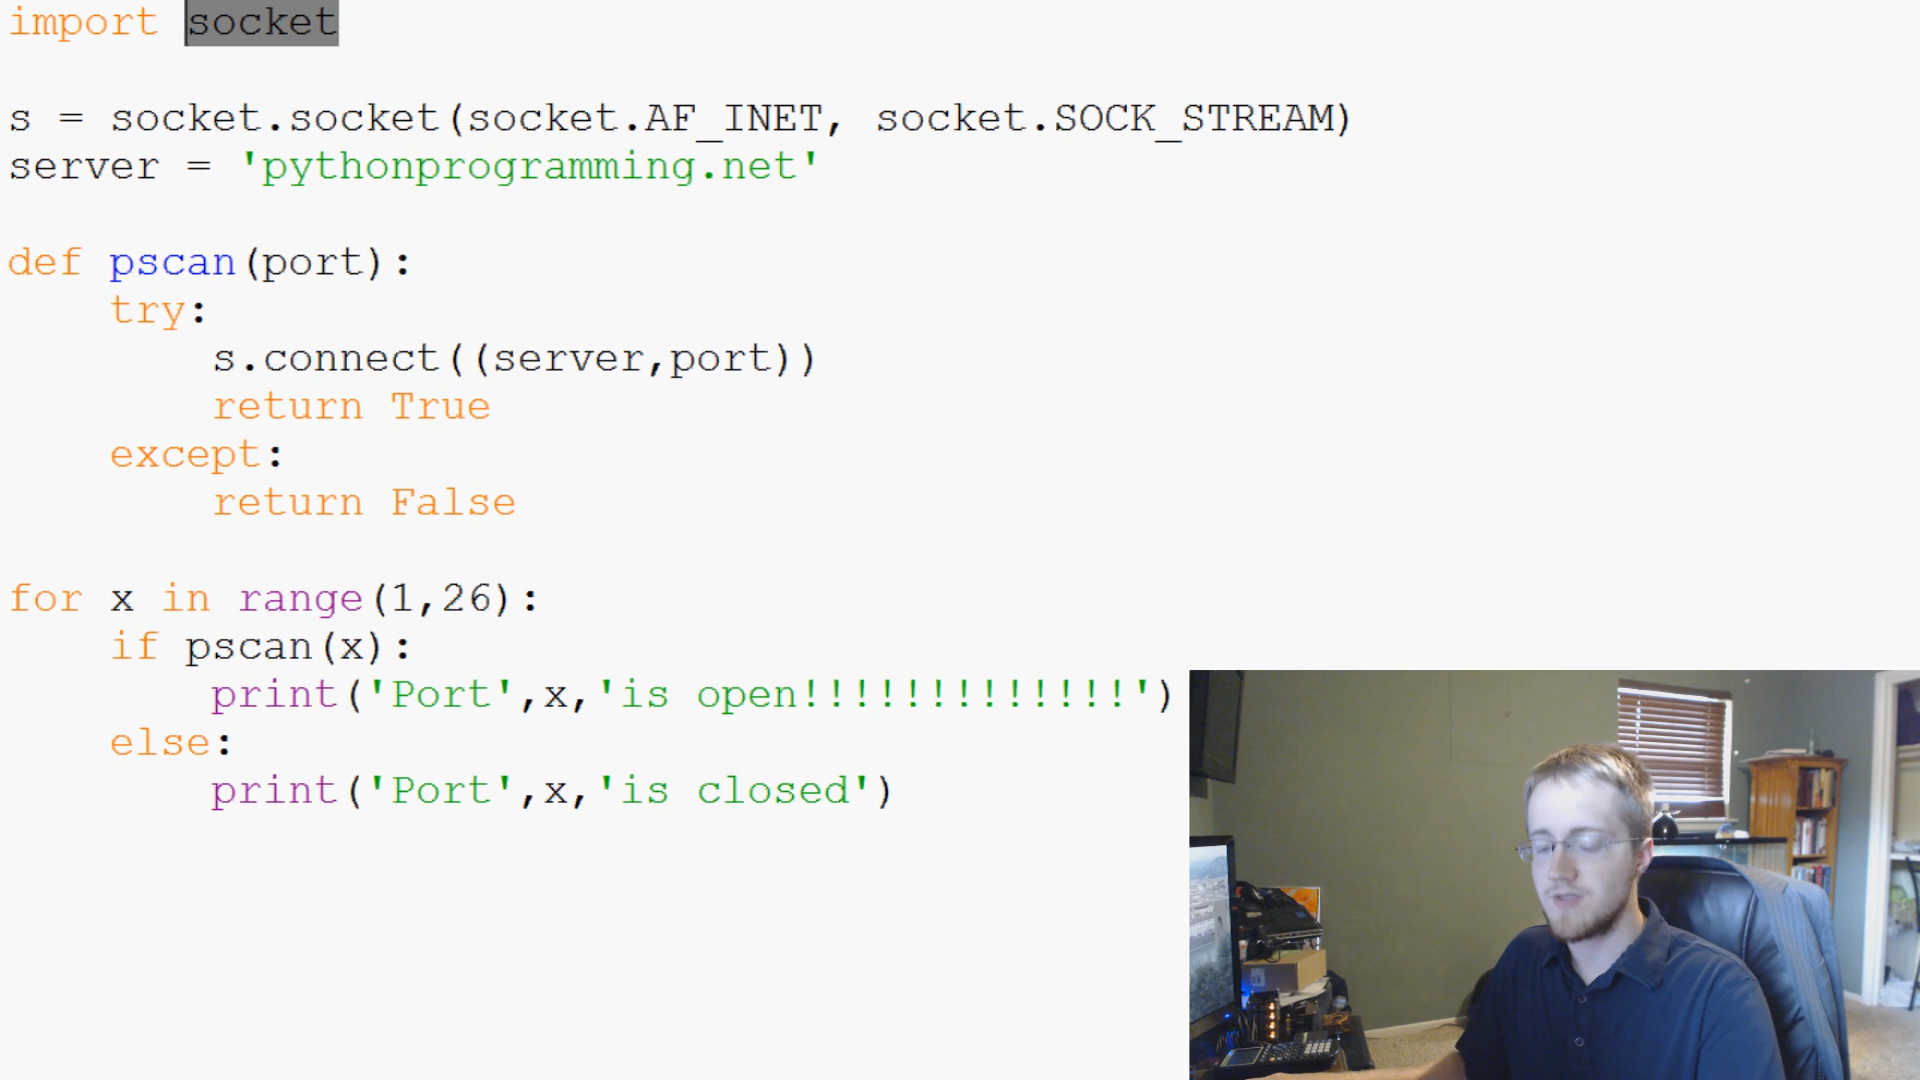 import socket
s = socket.socket(socket.AF_INET, socket.SOCK_STREAM)
server = 'pythonprogramming.net'
def pscan(port):
    try:
        s.connect((server,port))
        return True
    except:
        return False
for x in range(1,26):
    if pscan(x):
        print('Port',x,'is open!!!!!!!!!!!!!')
    else:
        print('Port',x,'is closed')